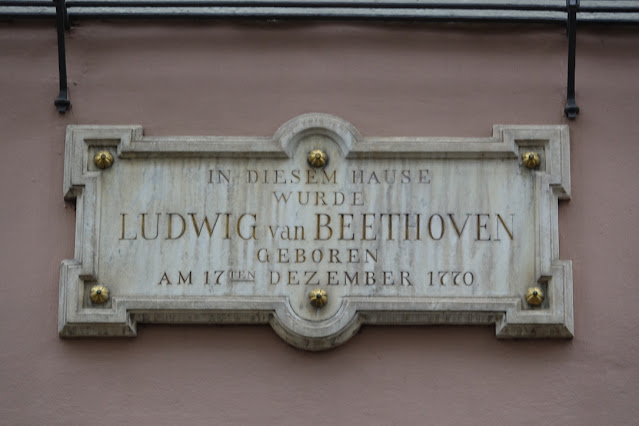 IN DIESEM HAUSE
WURDE
LUDWIG van BEETHOVEN
GEBOREN
AM 17TEN DEZEMBER 1770